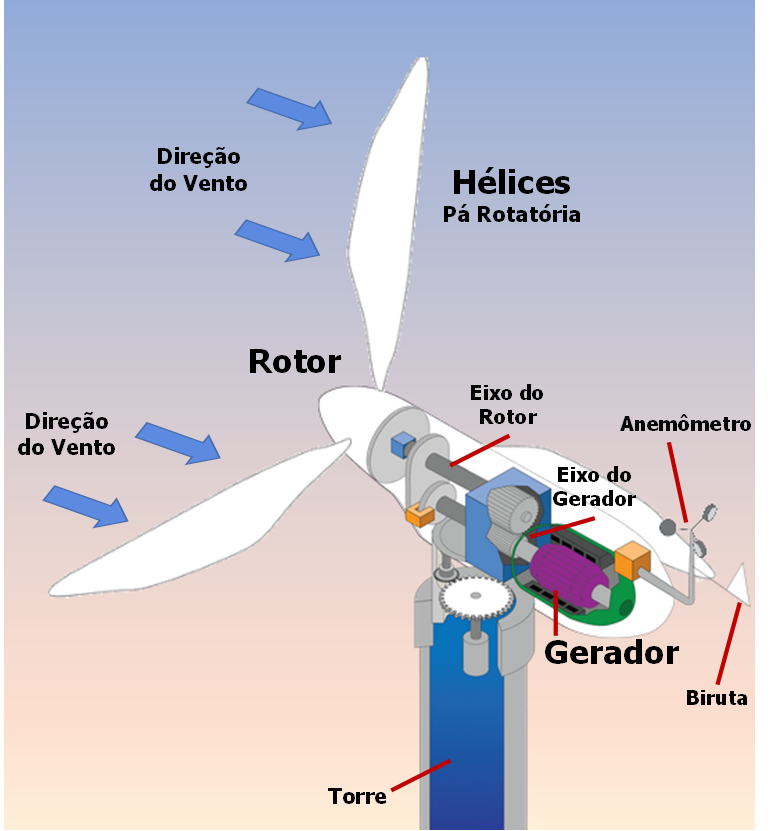 Direção
do Vento
Hélices
Pá Rotatória
Rotor
Eixo do
Rotor
Direção
do Vento
Anemômetro
Eixo do
Gerador
Gerador
Biruta
Torre